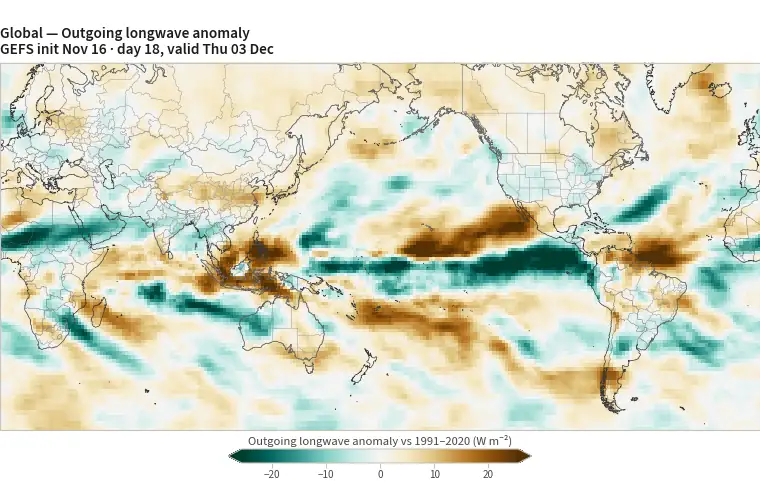 Global — Outgoing longwave anomaly
GEFS init Nov 16 · day 18, valid Thu 03 Dec
Outgoing longwave anomaly vs 1991–2020 (W m⁻²)
−20 −10 0 10 20